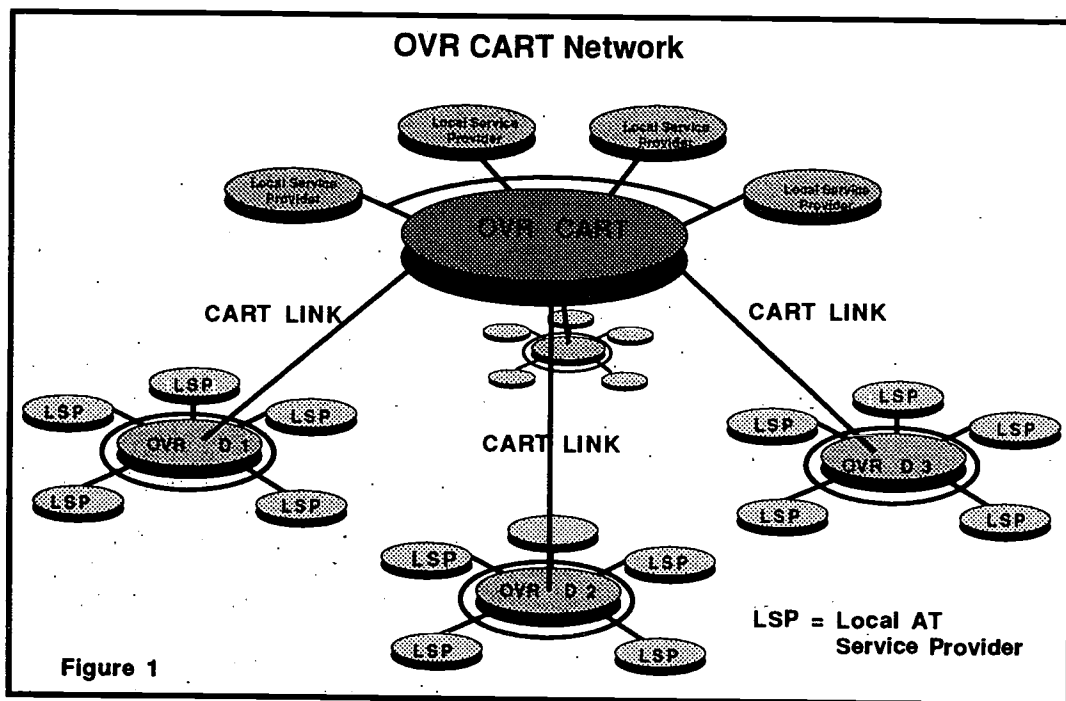 OVR CART Network
Local Service
Provider
Local Service
Provider
Local Service
Provider
Local Service
Provider
OVR CART
CART LINK
CART LINK
LSP
LSP
LSP
OVR D 1
LSP
LSP
CART LINK
LSP
LSP
LSP
OVR D 3
LSP
LSP
LSP
LSP
OVR D 2
LSP
LSP
LSP = Local AT
Service Provider
Figure 1